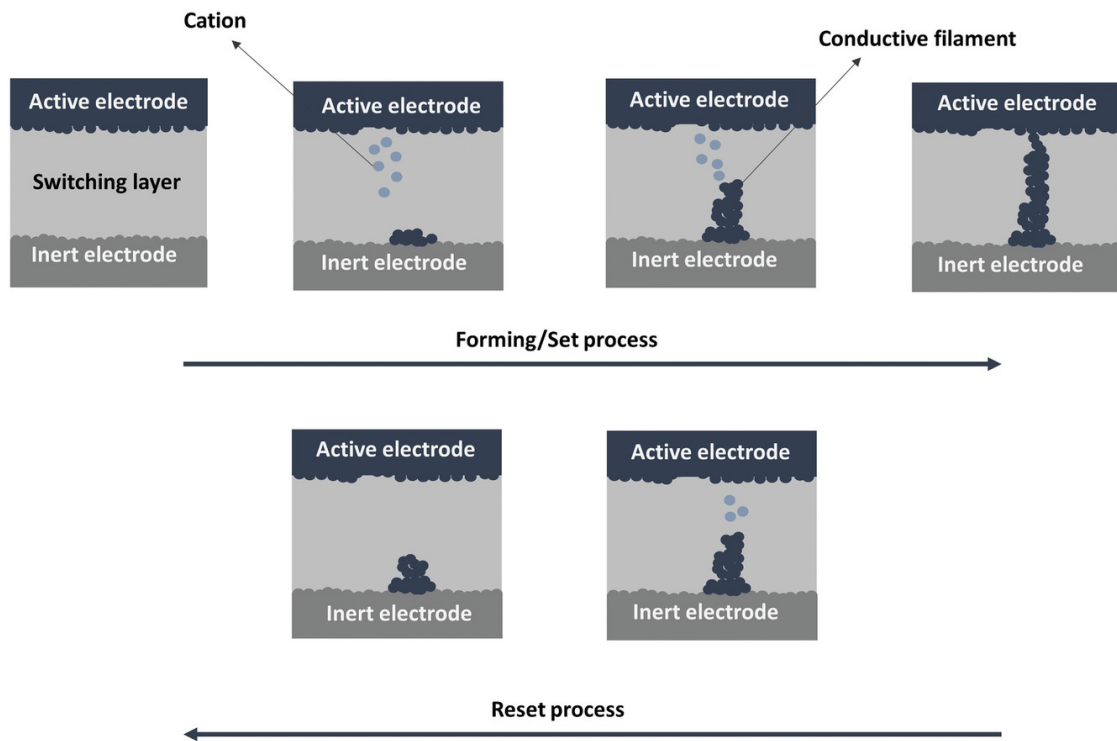 Cation
Conductive filament
Active electrode
Switching layer
Inert electrode
Active electrode
Inert electrode
Active electrode
Inert electrode
Active electrode
Inert electrode
Forming/Set process
Active electrode
Inert electrode
Active electrode
Inert electrode
Reset process